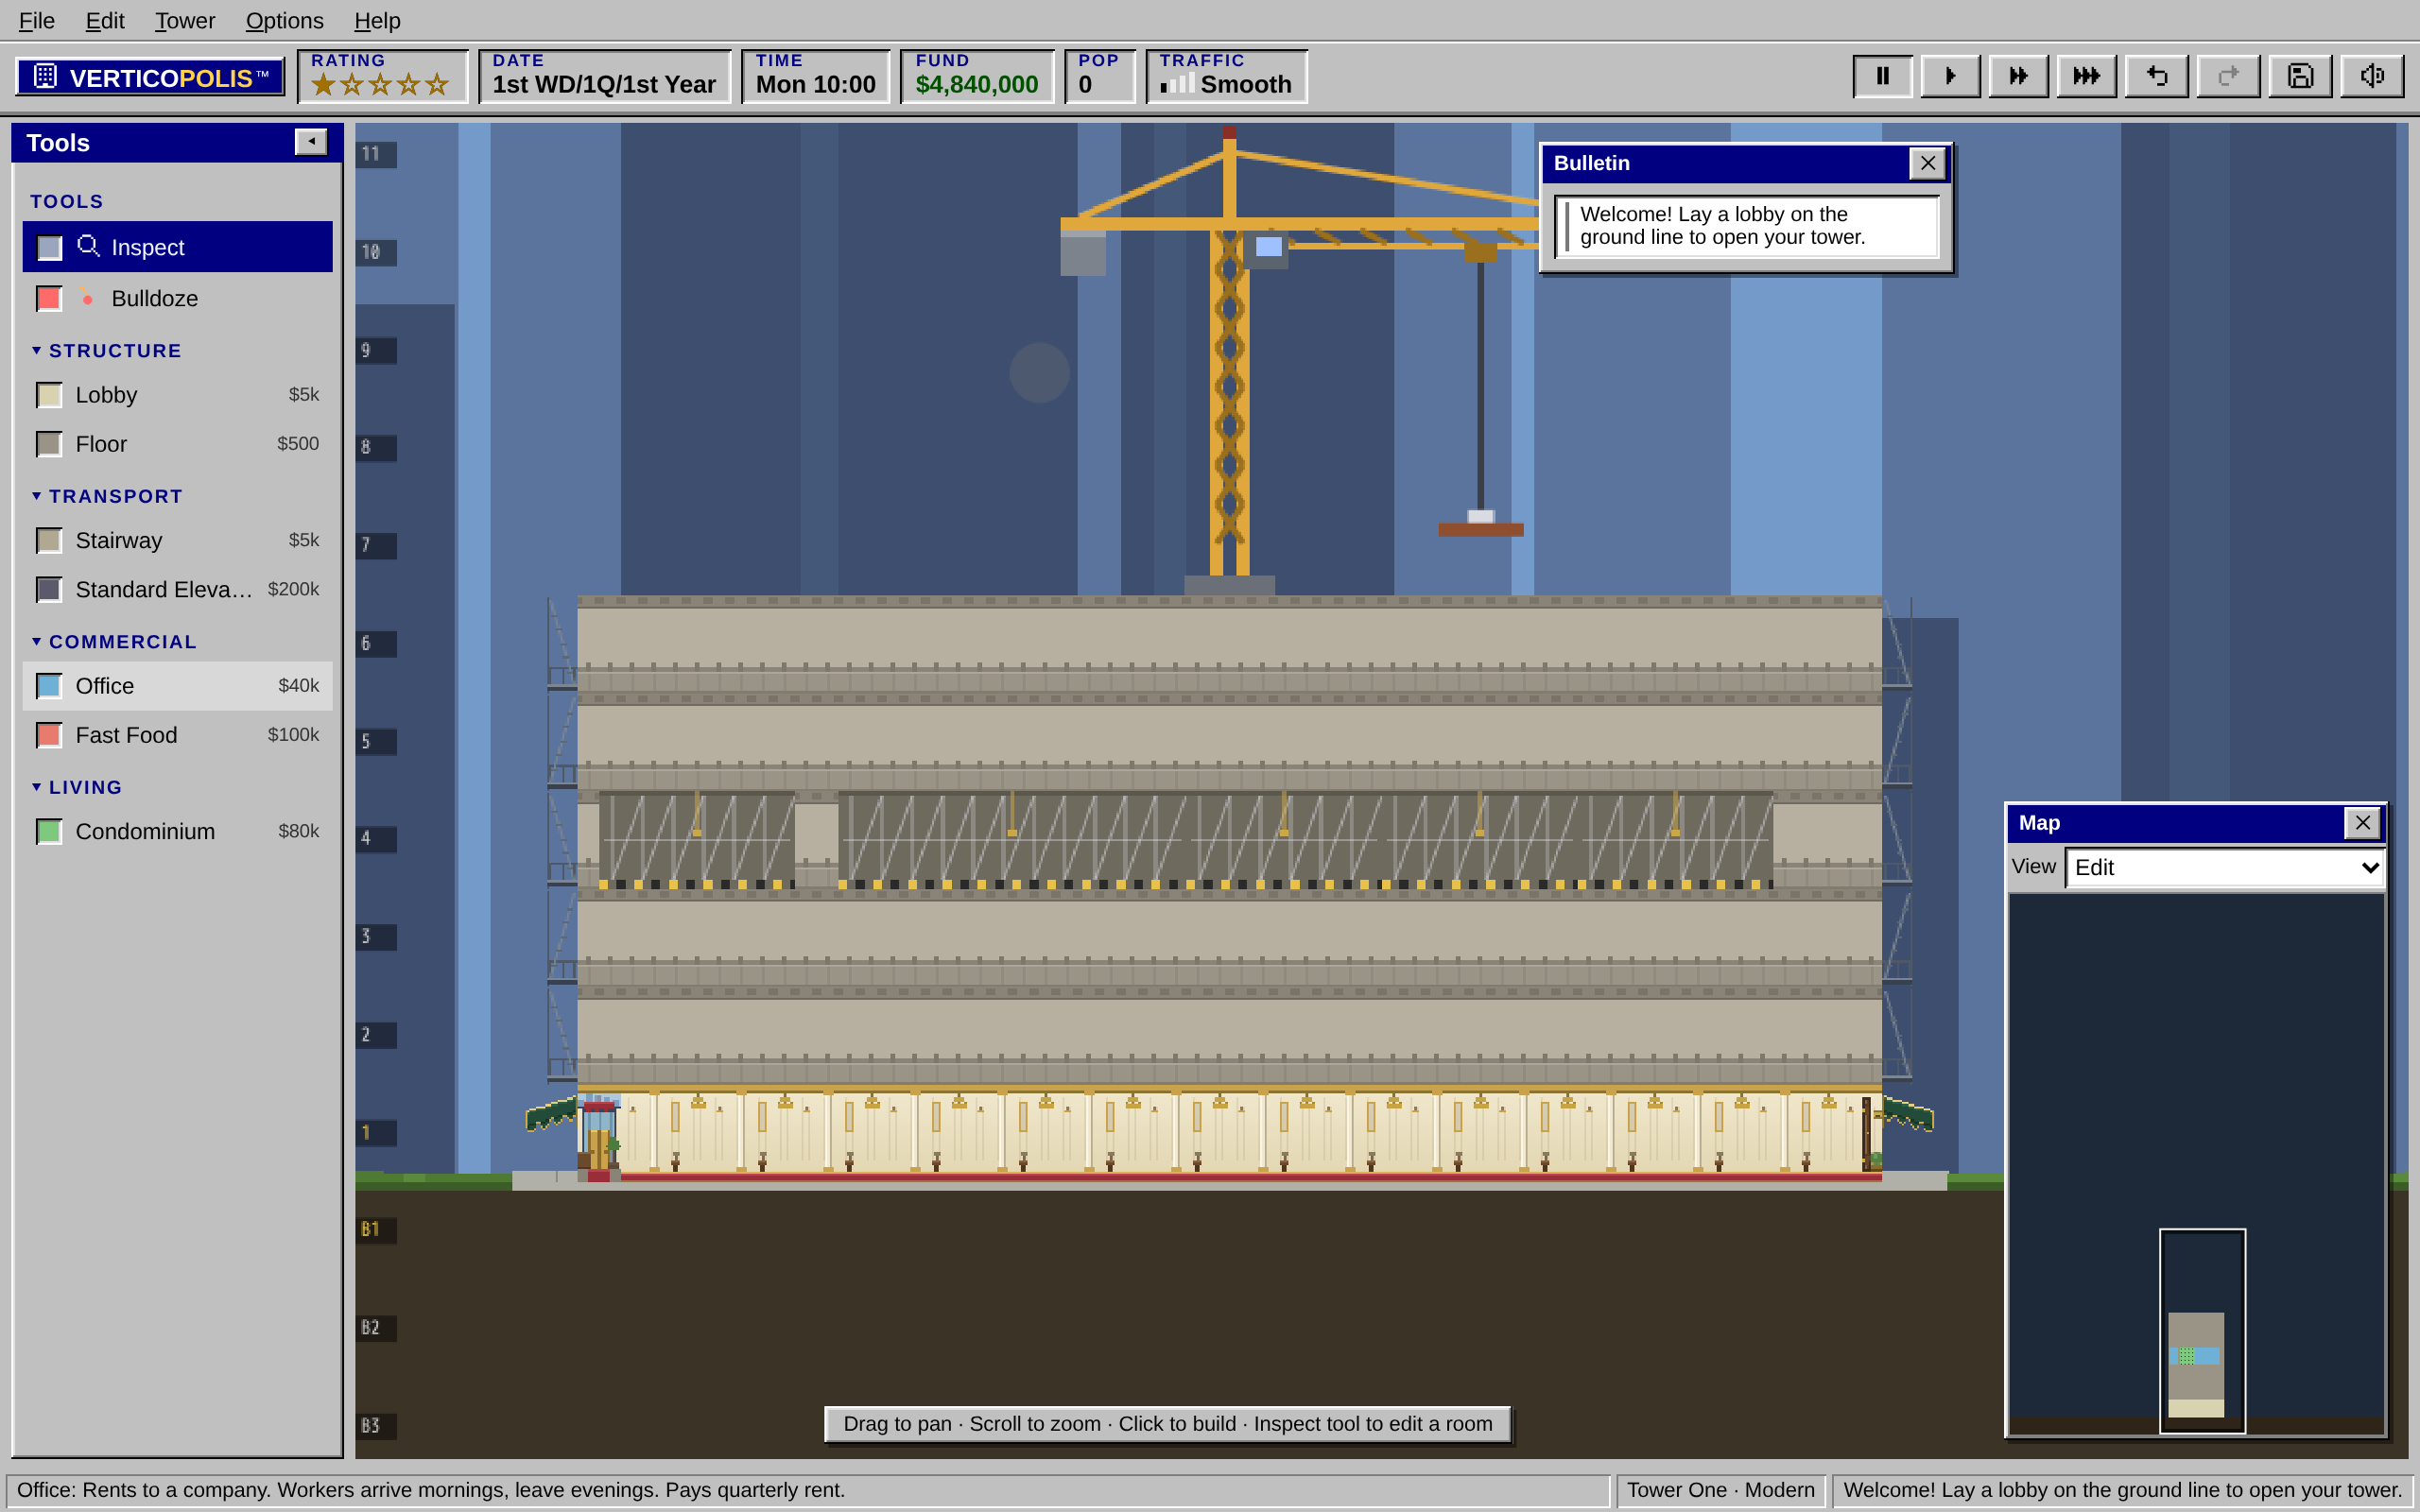 File Edit Tower Options Help
VERTICOPOLIS™
RATING
DATE
1st WD/1Q/1st Year
TIME
Mon 10:00
FUND
$4,840,000
POP
0
TRAFFIC
Smooth
Tools
TOOLS
Inspect
Bulldoze
STRUCTURE
Lobby $5k
Floor $500
TRANSPORT
Stairway $5k
Standard Eleva… $200k
COMMERCIAL
Office $40k
Fast Food $100k
LIVING
Condominium $80k
11
10
9
8
7
6
5
4
3
2
1
B1
B2
B3
Bulletin
Welcome! Lay a lobby on the
ground line to open your tower.
Map
View Edit
Drag to pan · Scroll to zoom · Click to build · Inspect tool to edit a room
Office: Rents to a company. Workers arrive mornings, leave evenings. Pays quarterly rent.
Tower One · Modern
Welcome! Lay a lobby on the ground line to open your tower.